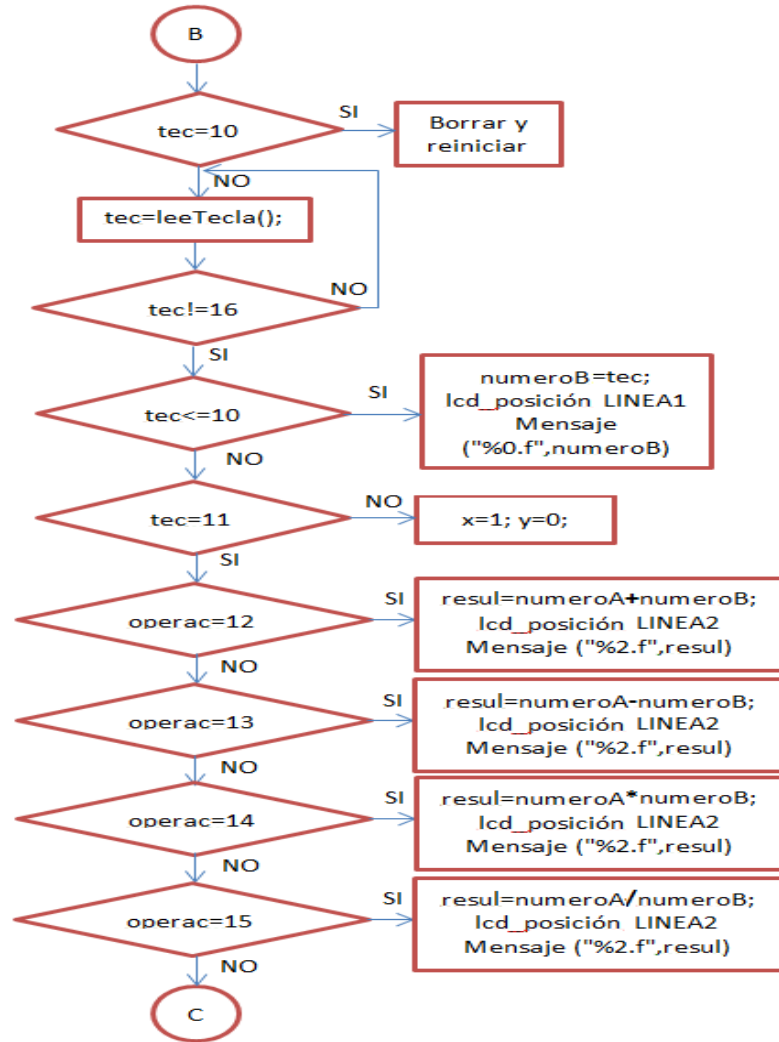 B
tec=10
SI
Borrar y
reiniciar
NO
tec=leeTecla();
tec!=16
NO
SI
tec<=10
SI
numeroB=tec;
lcd_posición LINEA1
Mensaje
("%0.f",numeroB)
NO
tec=11
NO
x=1; y=0;
SI
operac=12
SI
resul=numeroA+numeroB;
lcd_posición LINEA2
Mensaje ("%2.f",resul)
NO
operac=13
SI
resul=numeroA-numeroB;
lcd_posición LINEA2
Mensaje ("%2.f",resul)
NO
operac=14
SI
resul=numeroA*numeroB;
lcd_posición LINEA2
Mensaje ("%2.f",resul)
NO
operac=15
SI
resul=numeroA/numeroB;
lcd_posición LINEA2
Mensaje ("%2.f",resul)
NO
C